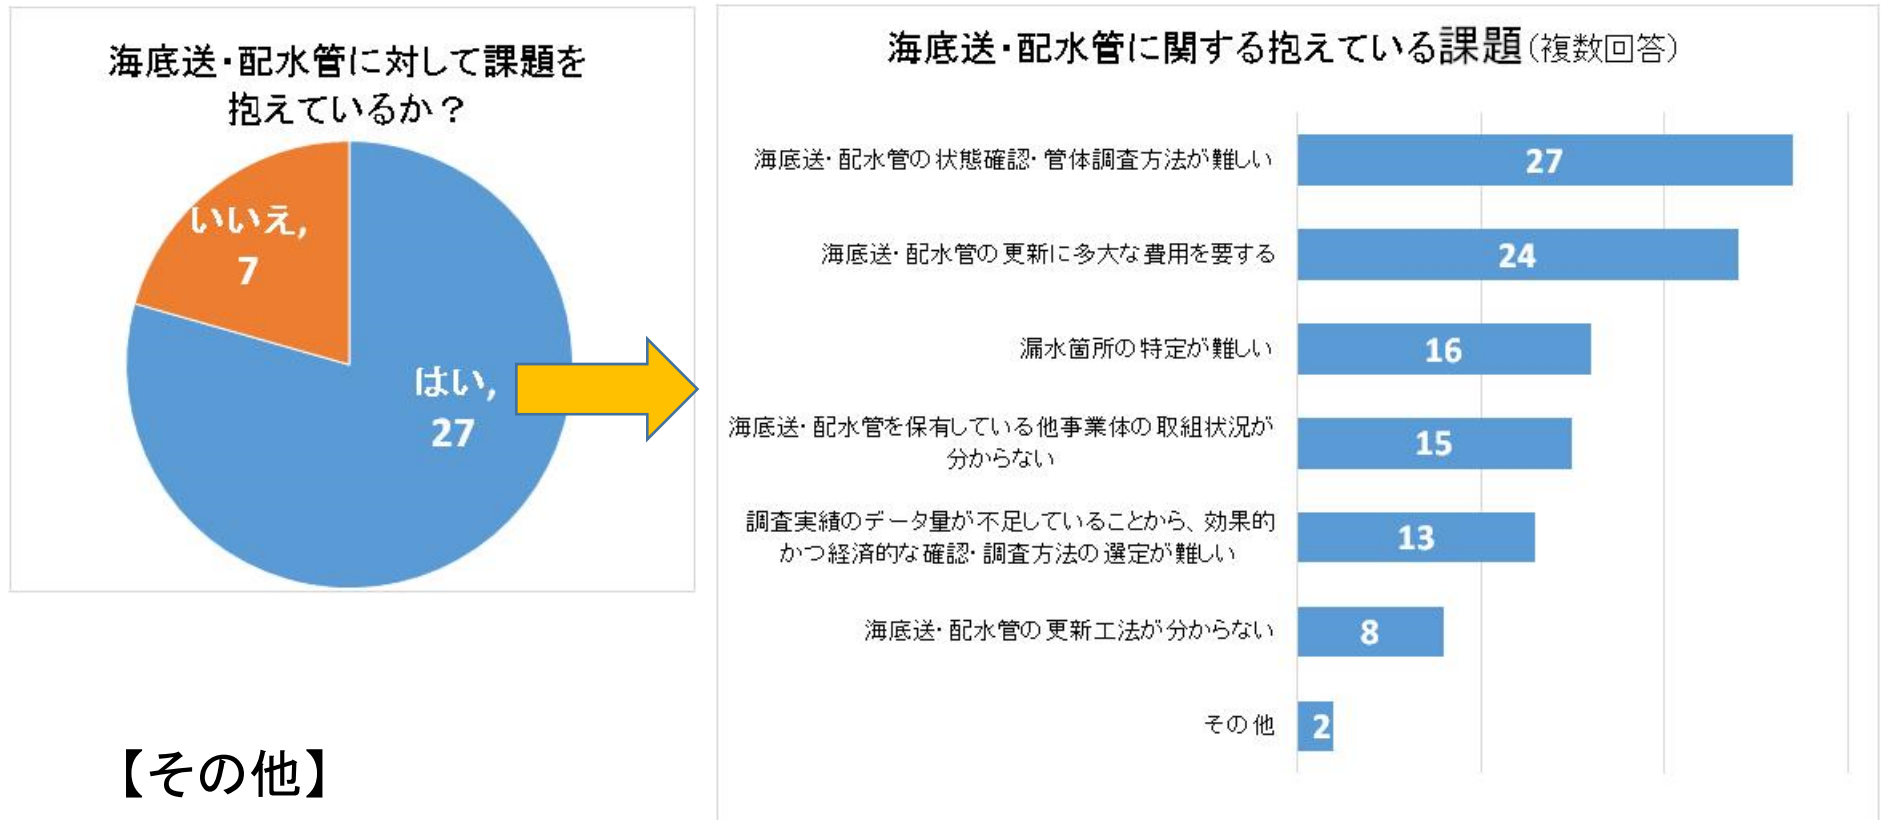 海底送・配水管に対して課題を
抱えているか？
いいえ,
7
はい,
27
海底送・配水管に関する抱えている課題(複数回答)
海底送・配水管の状態確認・管体調査方法が難しい
27
海底送・配水管の更新に多大な費用を要する
24
漏水箇所の特定が難しい
16
海底送・配水管を保有している他事業体の取組状況が
分からない
15
調査実績のデータ量が不足していることから、効果的
かつ経済的な確認・調査方法の選定が難しい
13
海底送・配水管の更新工法が分からない
8
その他
2
【その他】